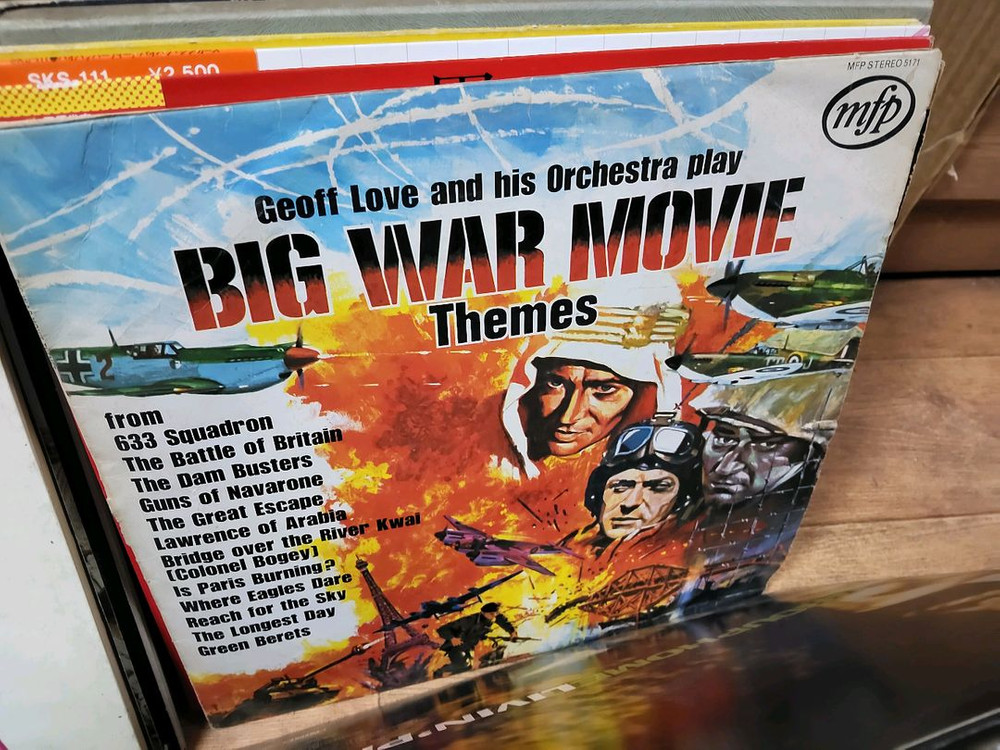 SKS-111 ¥2,500
MFP STEREO 5171
mfp
Geoff Love and his Orchestra play
BIG WAR MOVIE
Themes
from
633 Squadron
The Battle of Britain
The Dam Busters
Guns of Navarone
The Great Escape
Lawrence of Arabia
Bridge over the River Kwai
[Colonel Bogey]
Is Paris Burning?
Where Eagles Dare
Reach for the Sky
The Longest Day
Green Berets
2